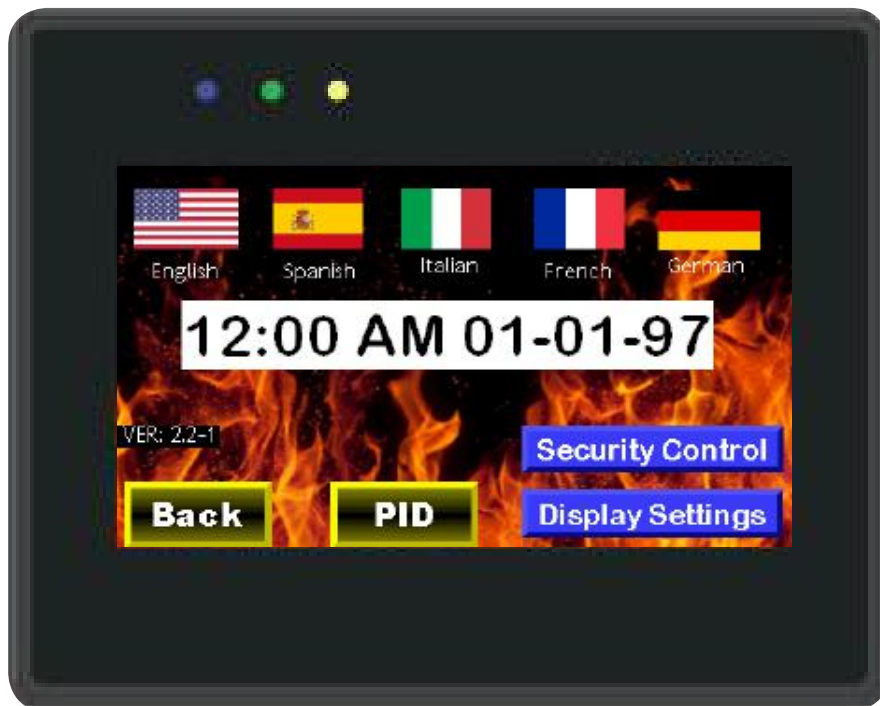 English
Spanish
Italian
French
German
12:00 AM 01-01-97
VER: 2.2-1
Security Control
Back
PID
Display Settings